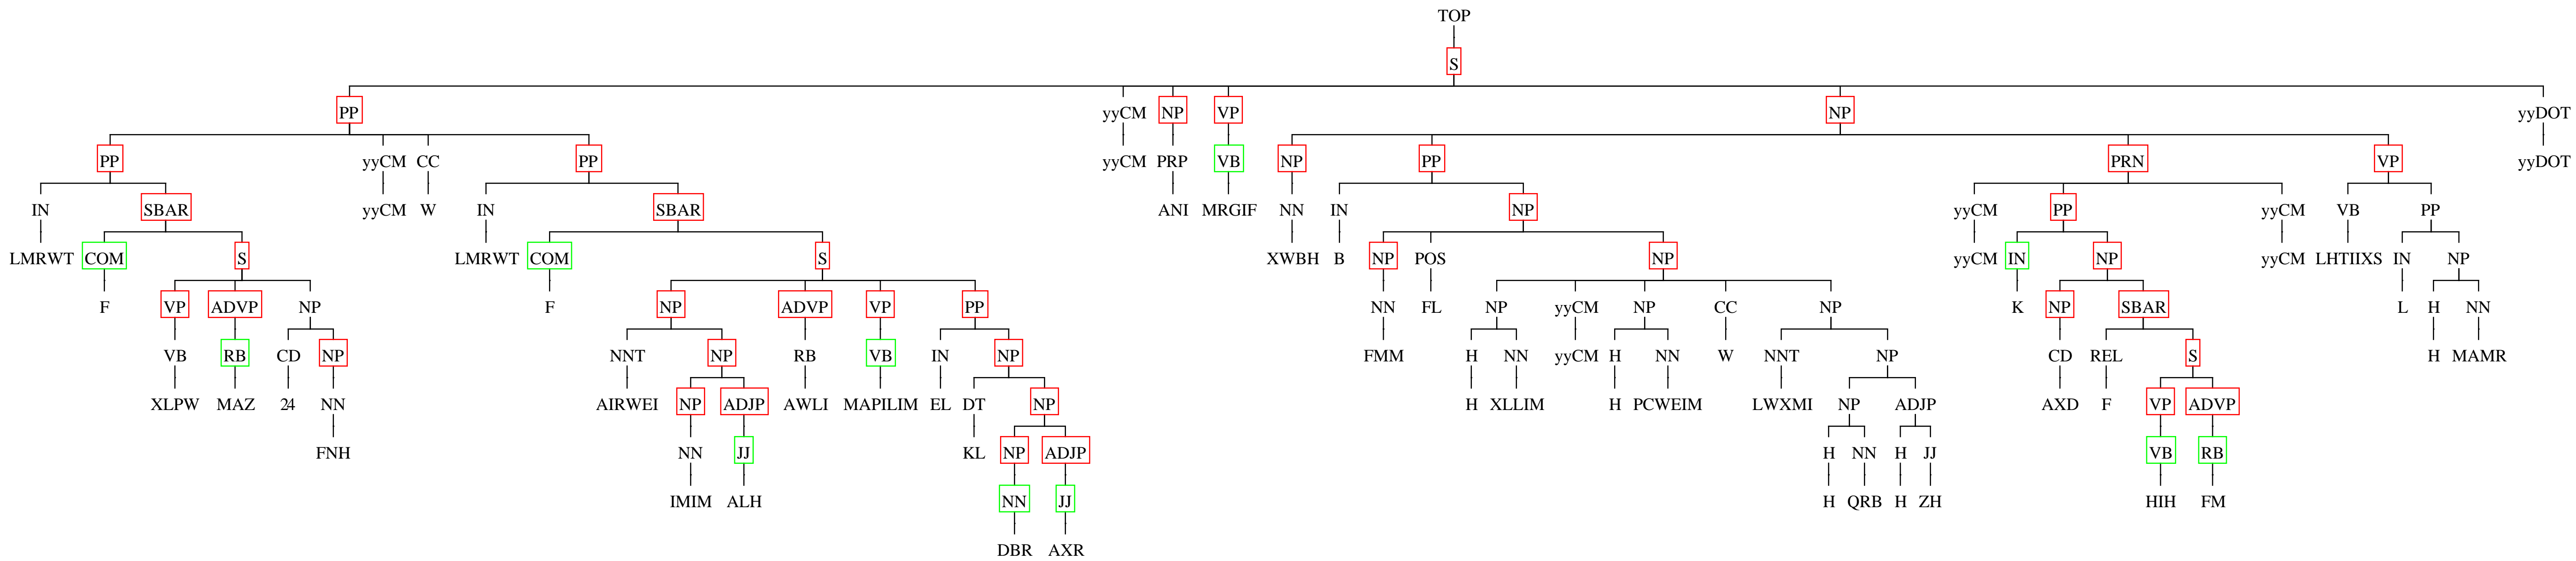 TOP
S
PP yyCM NP VP NP yyDOT
PP yyCM CC PP yyCM PRP VB NP PP PRN VP yyDOT
IN SBAR yyCM W IN SBAR ANI MRGIF NN IN NP yyCM PP yyCM VB PP
LMRWT COM S LMRWT COM S XWBH B NP POS NP yyCM IN NP yyCM LHTIIXS IN NP
F VP ADVP NP F NP ADVP VP PP NN FL NP yyCM NP CC NP K NP SBAR L H NN
VB RB CD NP NNT NP RB VB IN NP FMM H NN yyCM H NN W NNT NP CD REL S H MAMR
XLPW MAZ 24 NN AIRWEI NP ADJP AWLI MAPILIM EL DT NP H XLLIM H PCWEIM LWXMI NP ADJP AXD F VP ADVP
FNH NN JJ KL NP ADJP H NN H JJ VB RB
IMIM ALH NN JJ H QRB H ZH HIH FM
DBR AXR